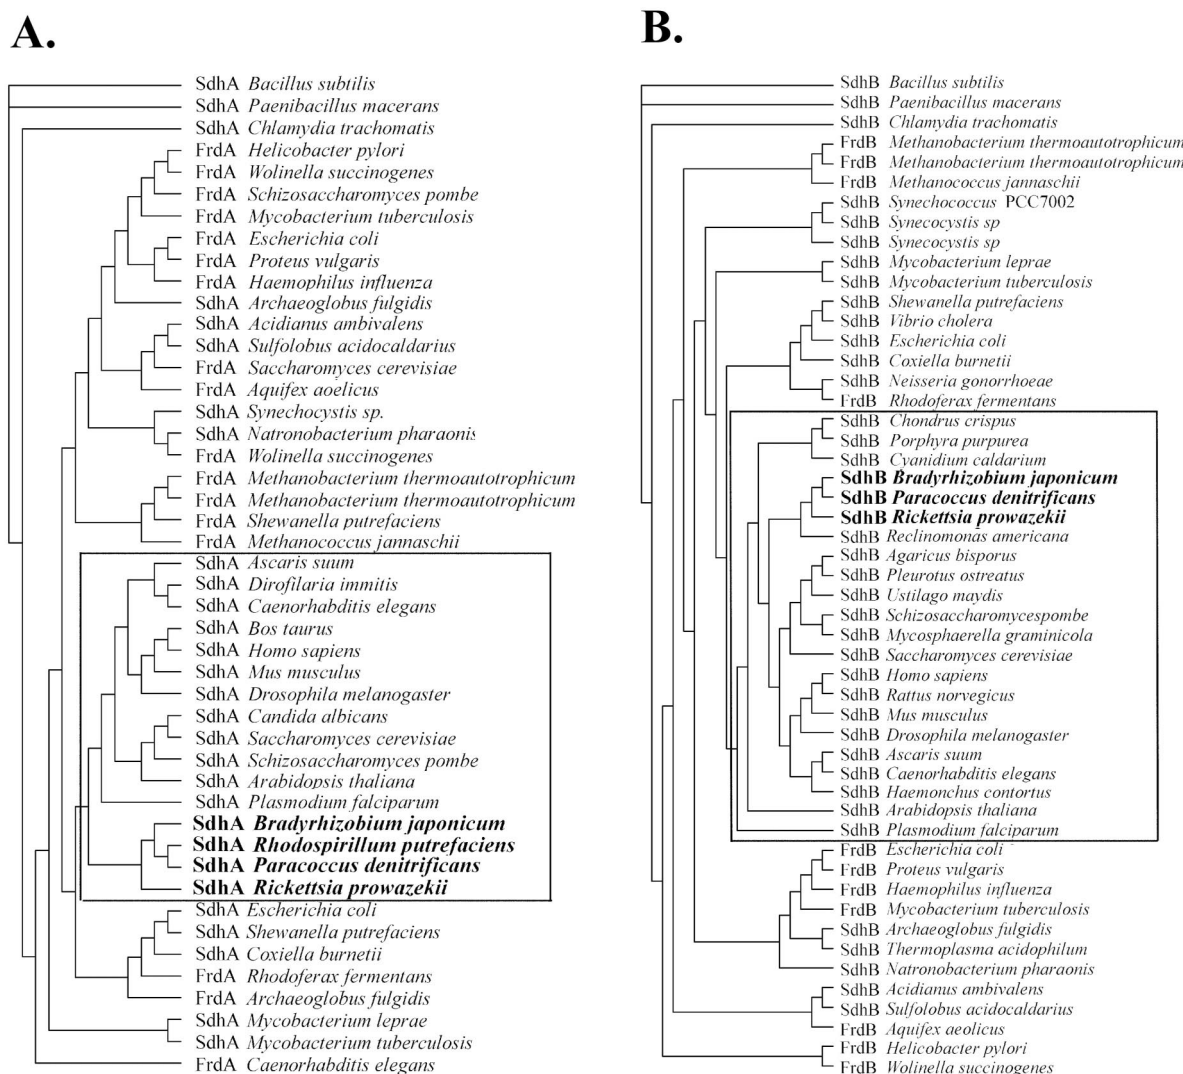 A.
SdhA Bacillus subtilis
SdhA Paenibacillus macerans
SdhA Chlamydia trachomatis
FrdA Helicobacter pylori
FrdA Wolinella succinogenes
FrdA Schizosaccharomyces pombe
FrdA Mycobacterium tuberculosis
FrdA Escherichia coli
FrdA Proteus vulgaris
FrdA Haemophilus influenza
SdhA Archaeoglobus fulgidis
SdhA Acidianus ambivalens
SdhA Sulfolobus acidocaldarius
FrdA Saccharomyces cerevisiae
FrdA Aquifex aoelicus
SdhA Synechocystis sp.
SdhA Natronobacterium pharaonis
FrdA Wolinella succinogenes
FrdA Methanobacterium thermoautotrophicum
FrdA Methanobacterium thermoautotrophicum
FrdA Shewanella putrefaciens
FrdA Methanococcus jannaschii
SdhA Ascaris suum
SdhA Dirofilaria immitis
SdhA Caenorhabditis elegans
SdhA Bos taurus
SdhA Homo sapiens
SdhA Mus musculus
SdhA Drosophila melanogaster
SdhA Candida albicans
SdhA Saccharomyces cerevisiae
SdhA Schizosaccharomyces pombe
SdhA Arabidopsis thaliana
SdhA Plasmodium falciparum
SdhA Bradyrhizobium japonicum
SdhA Rhodospirillum putrefaciens
SdhA Paracoccus denitrificans
SdhA Rickettsia prowazekii
SdhA Escherichia coli
SdhA Shewanella putrefaciens
SdhA Coxiella burnetii
FrdA Rhodoferax fermentans
FrdA Archaeoglobus fulgidis
SdhA Mycobacterium leprae
SdhA Mycobacterium tuberculosis
FrdA Caenorhabditis elegans
B.
SdhB Bacillus subtilis
SdhB Paenibacillus macerans
SdhB Chlamydia trachomatis
FrdB Methanobacterium thermoautotrophicum
FrdB Methanobacterium thermoautotrophicum
FrdB Methanococcus jannaschii
SdhB Synechococus PCC7002
SdhB Synecocystis sp
SdhB Synecocystis sp
SdhB Mycobacterium leprae
SdhB Mycobacterium tuberculosis
SdhB Shewanella putrefaciens
SdhB Vibrio cholera
SdhB Escherichia coli
SdhB Coxiella burnetii
SdhB Neisseria gonorrhoeae
FrdB Rhodoferax fermentans
SdhB Chondrus crispus
SdhB Porphyra purpurea
SdhB Cyanidium caldarium
SdhB Bradyrhizobium japonicum
SdhB Paracoccus denitrificans
SdhB Rickettsia prowazekii
SdhB Reclinomonas americana
SdhB Agaricus bisporus
SdhB Pleurotus ostreatus
SdhB Ustilago maydis
SdhB Schizosaccharomycespombe
SdhB Mycosphaerella graminicola
SdhB Saccharomyces cerevisiae
SdhB Homo sapiens
SdhB Rattus norvegicus
SdhB Mus musculus
SdhB Drosophila melanogaster
SdhB Ascaris suum
SdhB Caenorhabditis elegans
SdhB Haemonchus contortus
SdhB Arabidopsis thaliana
SdhB Plasmodium falciparum
FrdB Escherichia coli
FrdB Proteus vulgaris
FrdB Haemophilus influenza
FrdB Mycobacterium tuberculosis
SdhB Archaeoglobus fulgidis
SdhB Thermoplasma acidophilum
SdhB Natronobacterium pharaonis
SdhB Acidianus ambivalens
SdhB Sulfolobus acidocaldarius
FrdB Aquifex aeolicus
FrdB Helicobacter pylori
FrdB Wolinella succinogenes